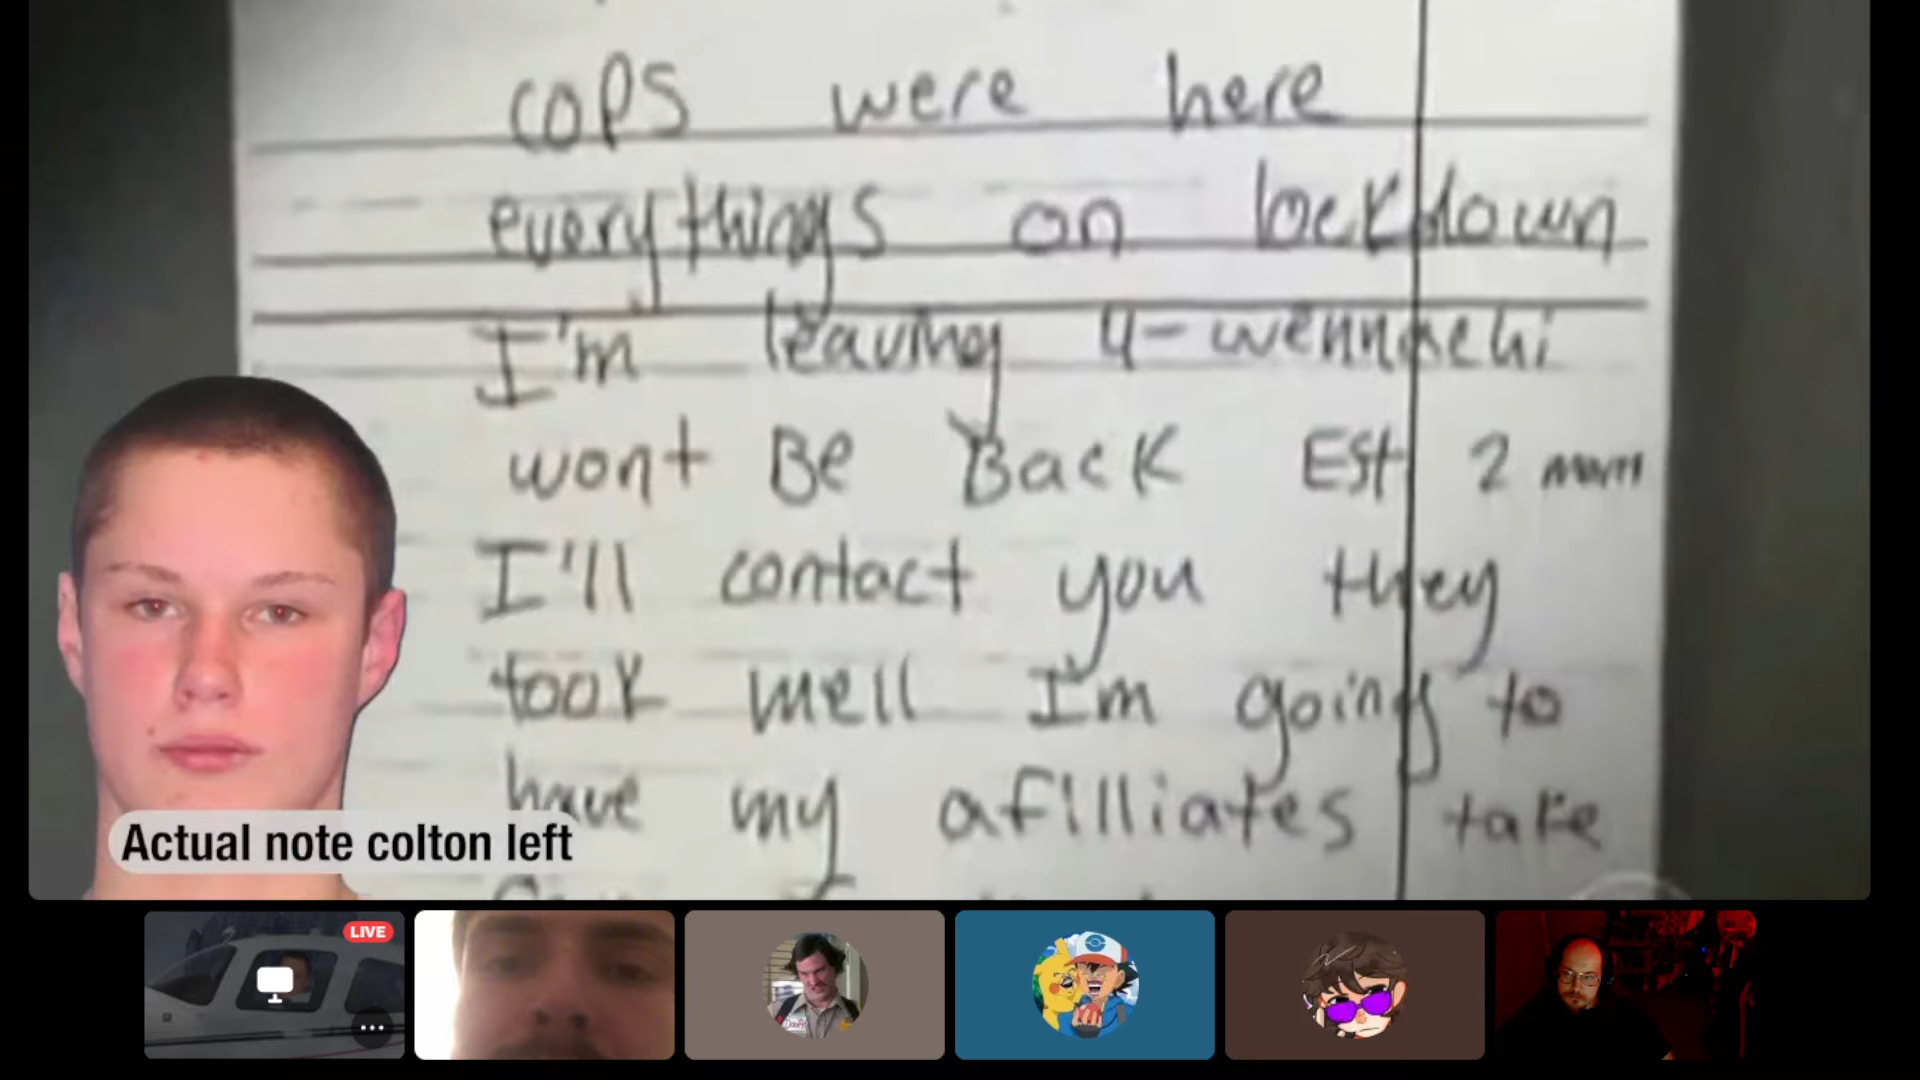 cops were here
everythings on lockdown
I'm leaving 4-wennachi
wont Be Back Est 2
I'll contact you they
took mell I'm going to
have my afilliates take
Actual note colton left
LIVE